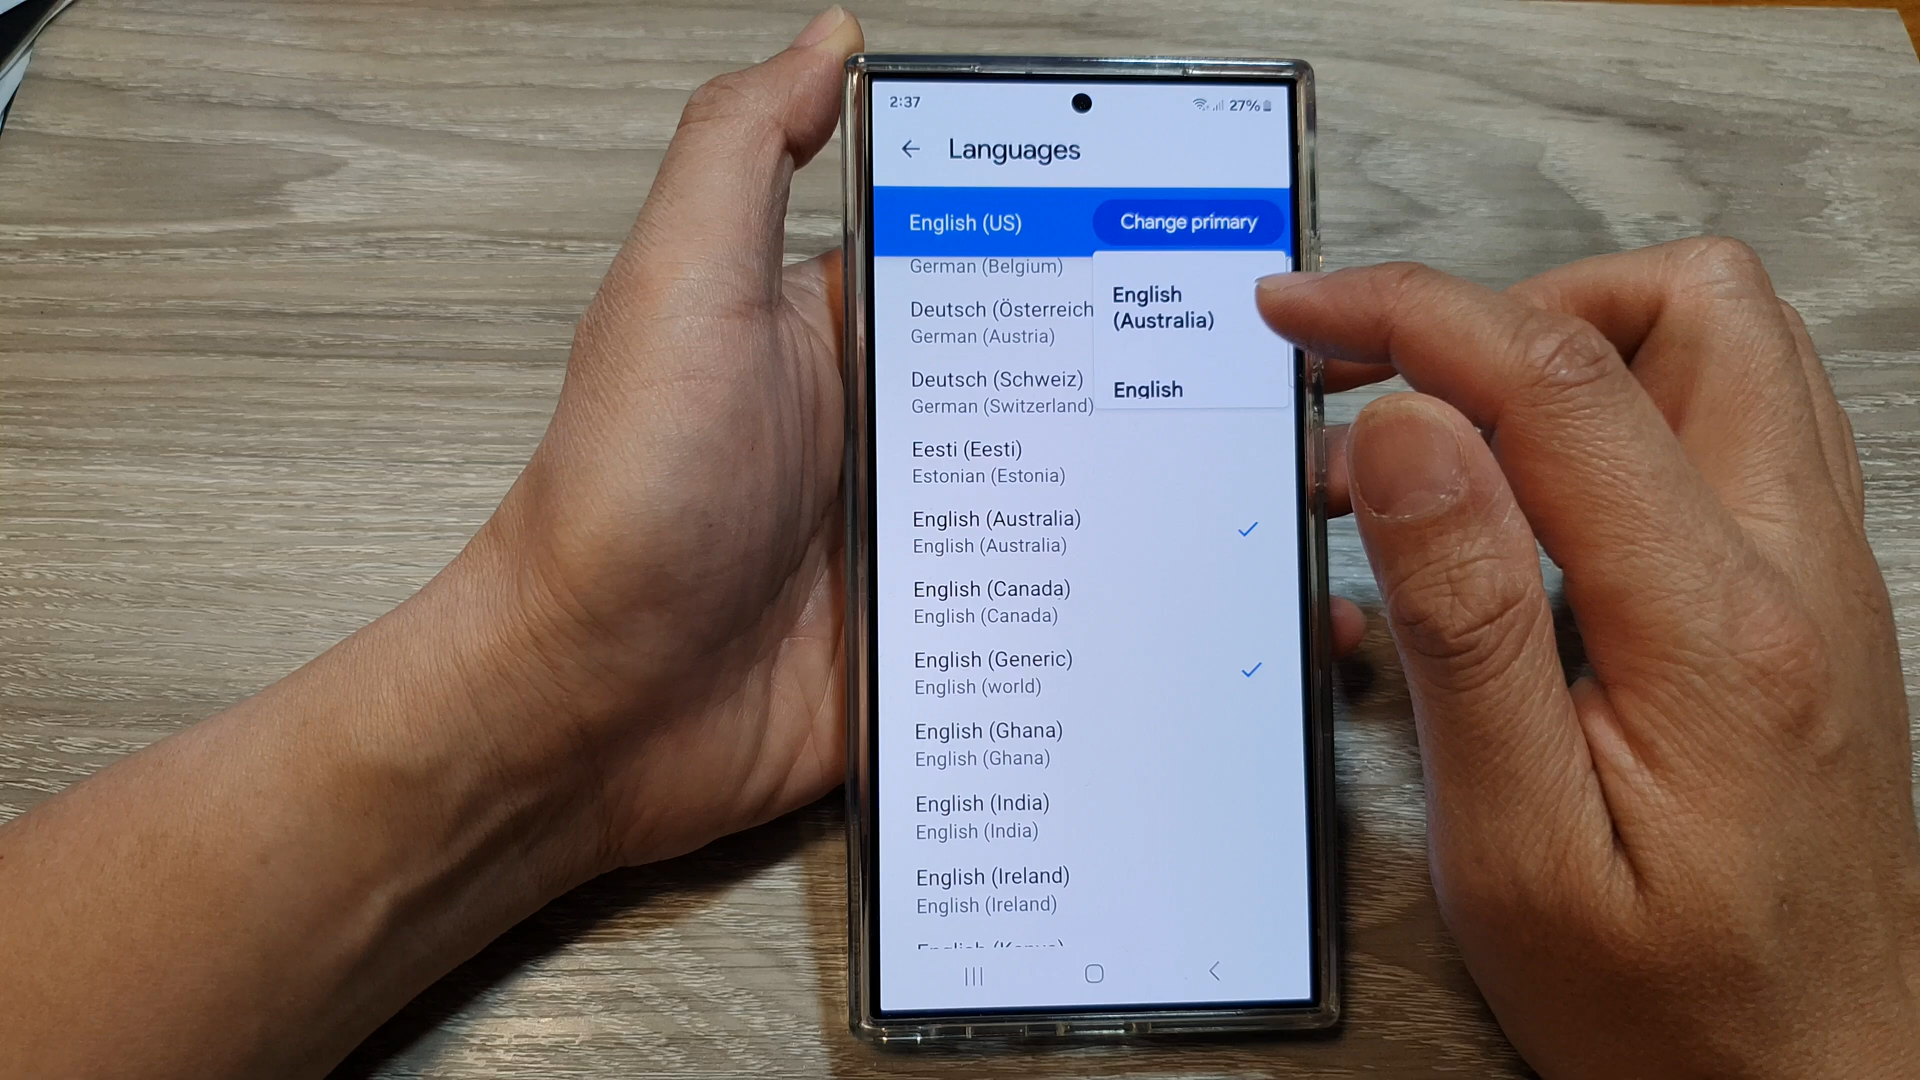 2:37
27%
Languages
English (US)
Change primary
German (Belgium)
English
(Australia)
English
Deutsch (Österreich
German (Austria)
Deutsch (Schweiz)
German (Switzerland)
Eesti (Eesti)
Estonian (Estonia)
English (Australia)
English (Australia)
English (Canada)
English (Canada)
English (Generic)
English (world)
English (Ghana)
English (Ghana)
English (India)
English (India)
English (Ireland)
English (Ireland)